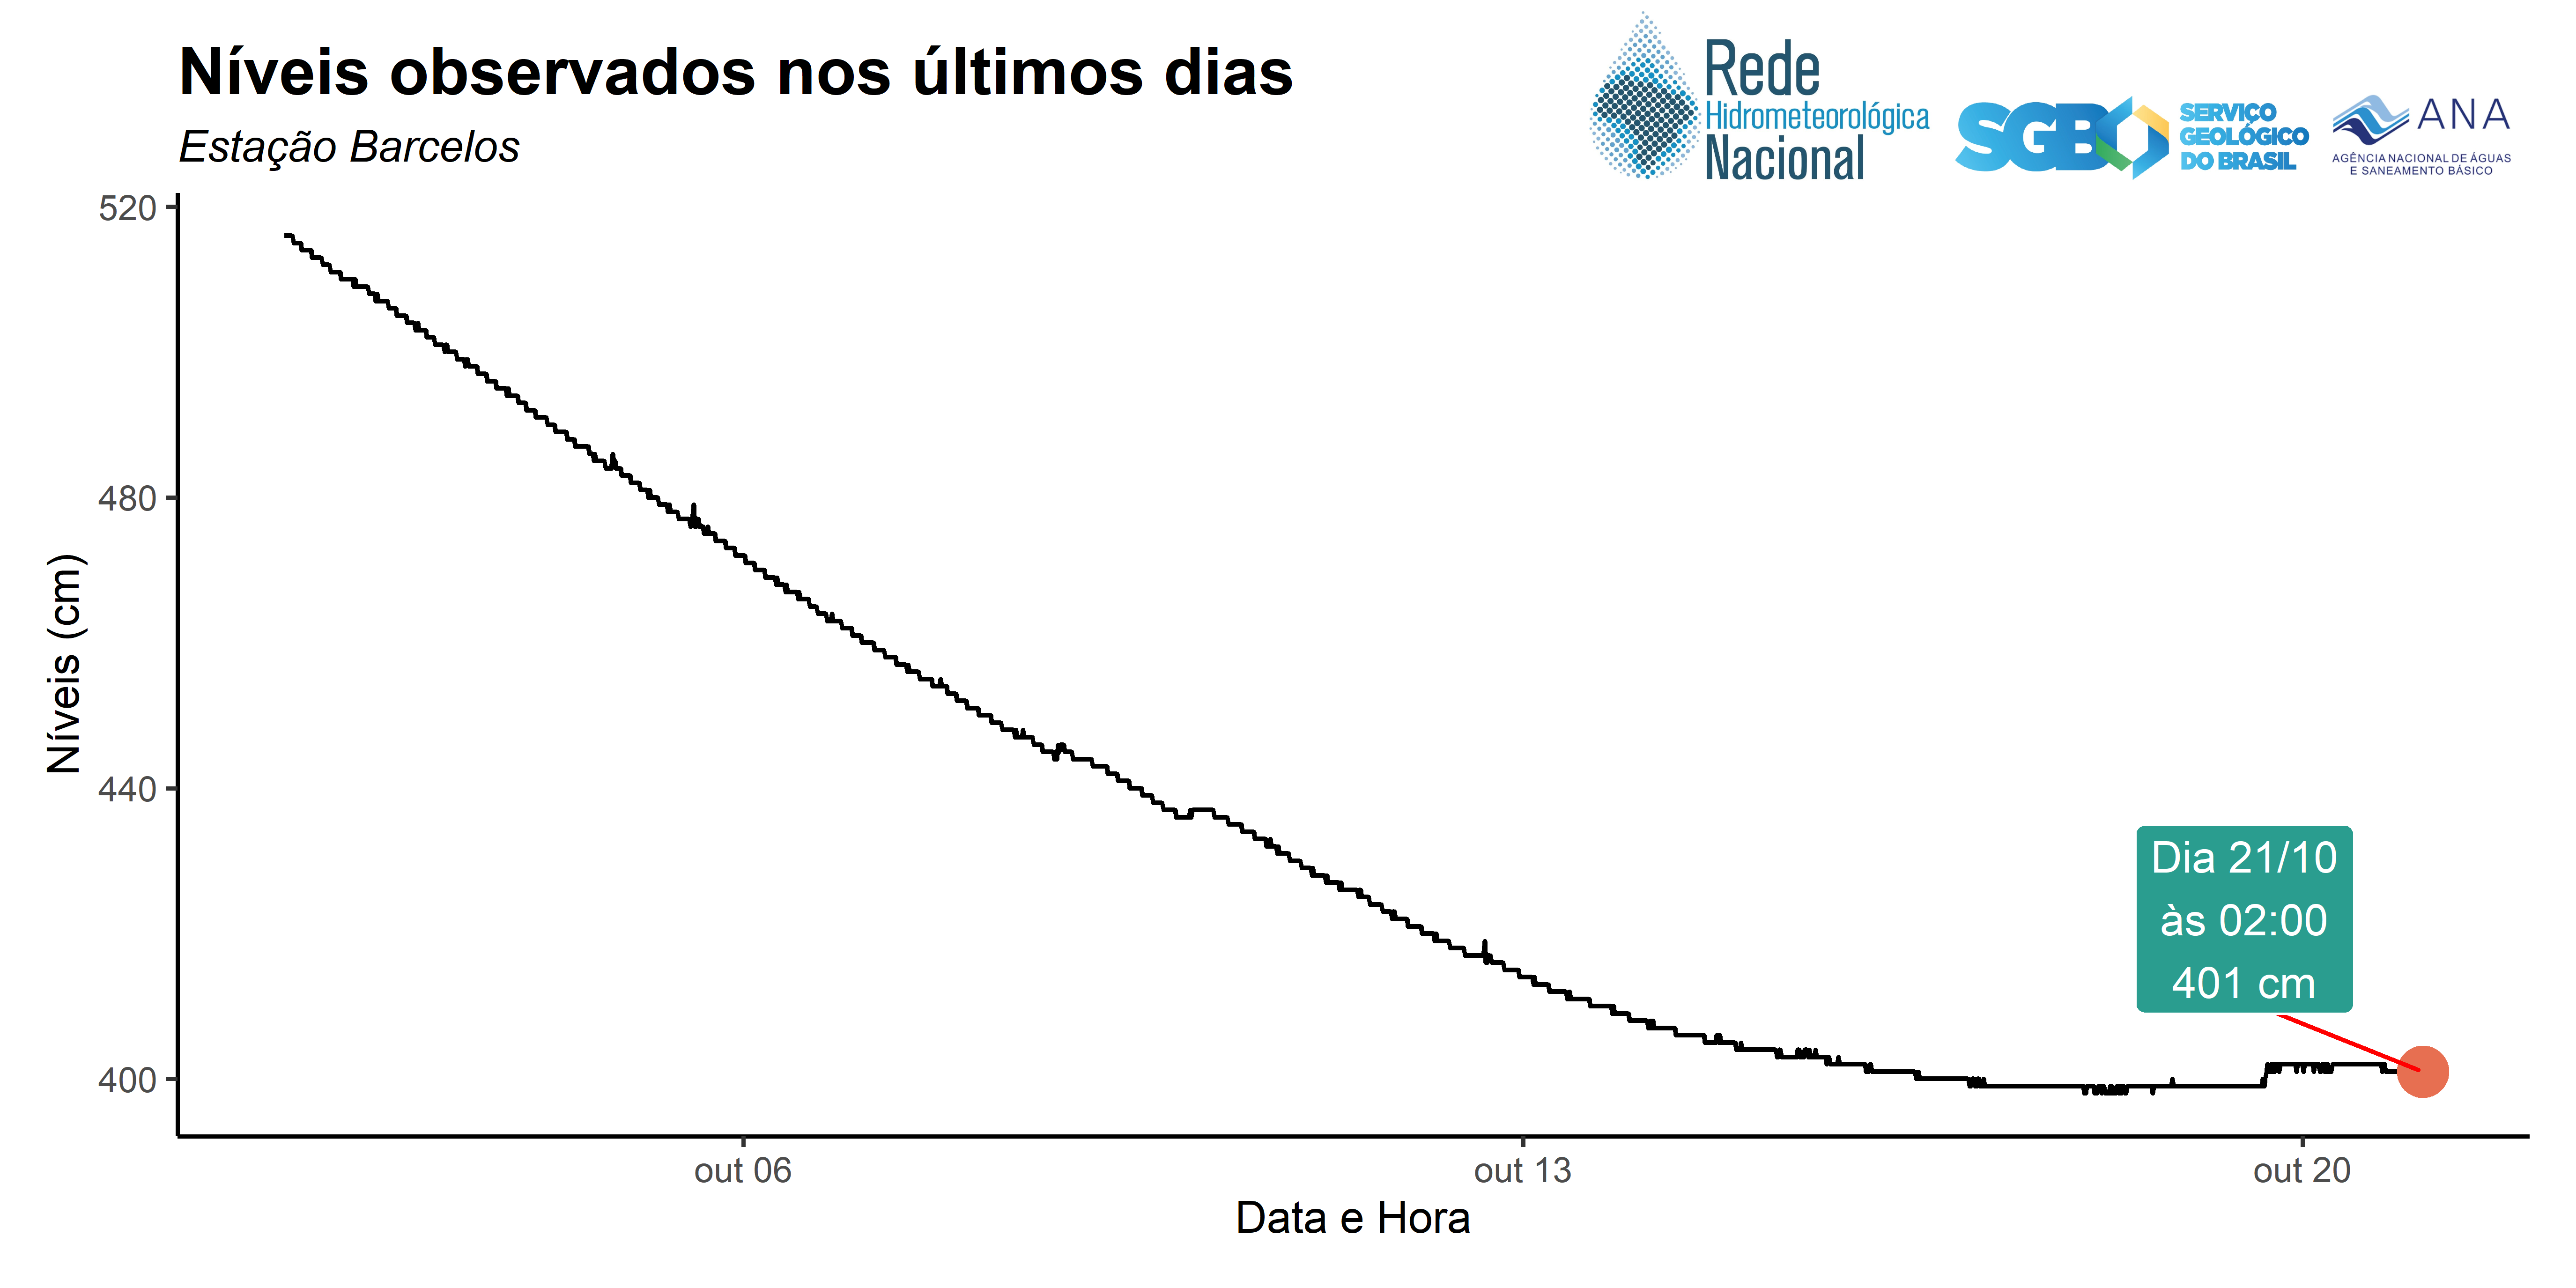 Níveis observados nos últimos dias
Estação Barcelos
Rede
Hidrometeorológica
Nacional
SGB
SERVIÇO
GEOLÓGICO
DO BRASIL
ANA
AGÊNCIA NACIONAL DE ÁGUAS
E SANEAMENTO BÁSICO
Níveis (cm)
520
480
440
400
Dia 21/10
às 02:00
401 cm
out 06
out 13
out 20
Data e Hora